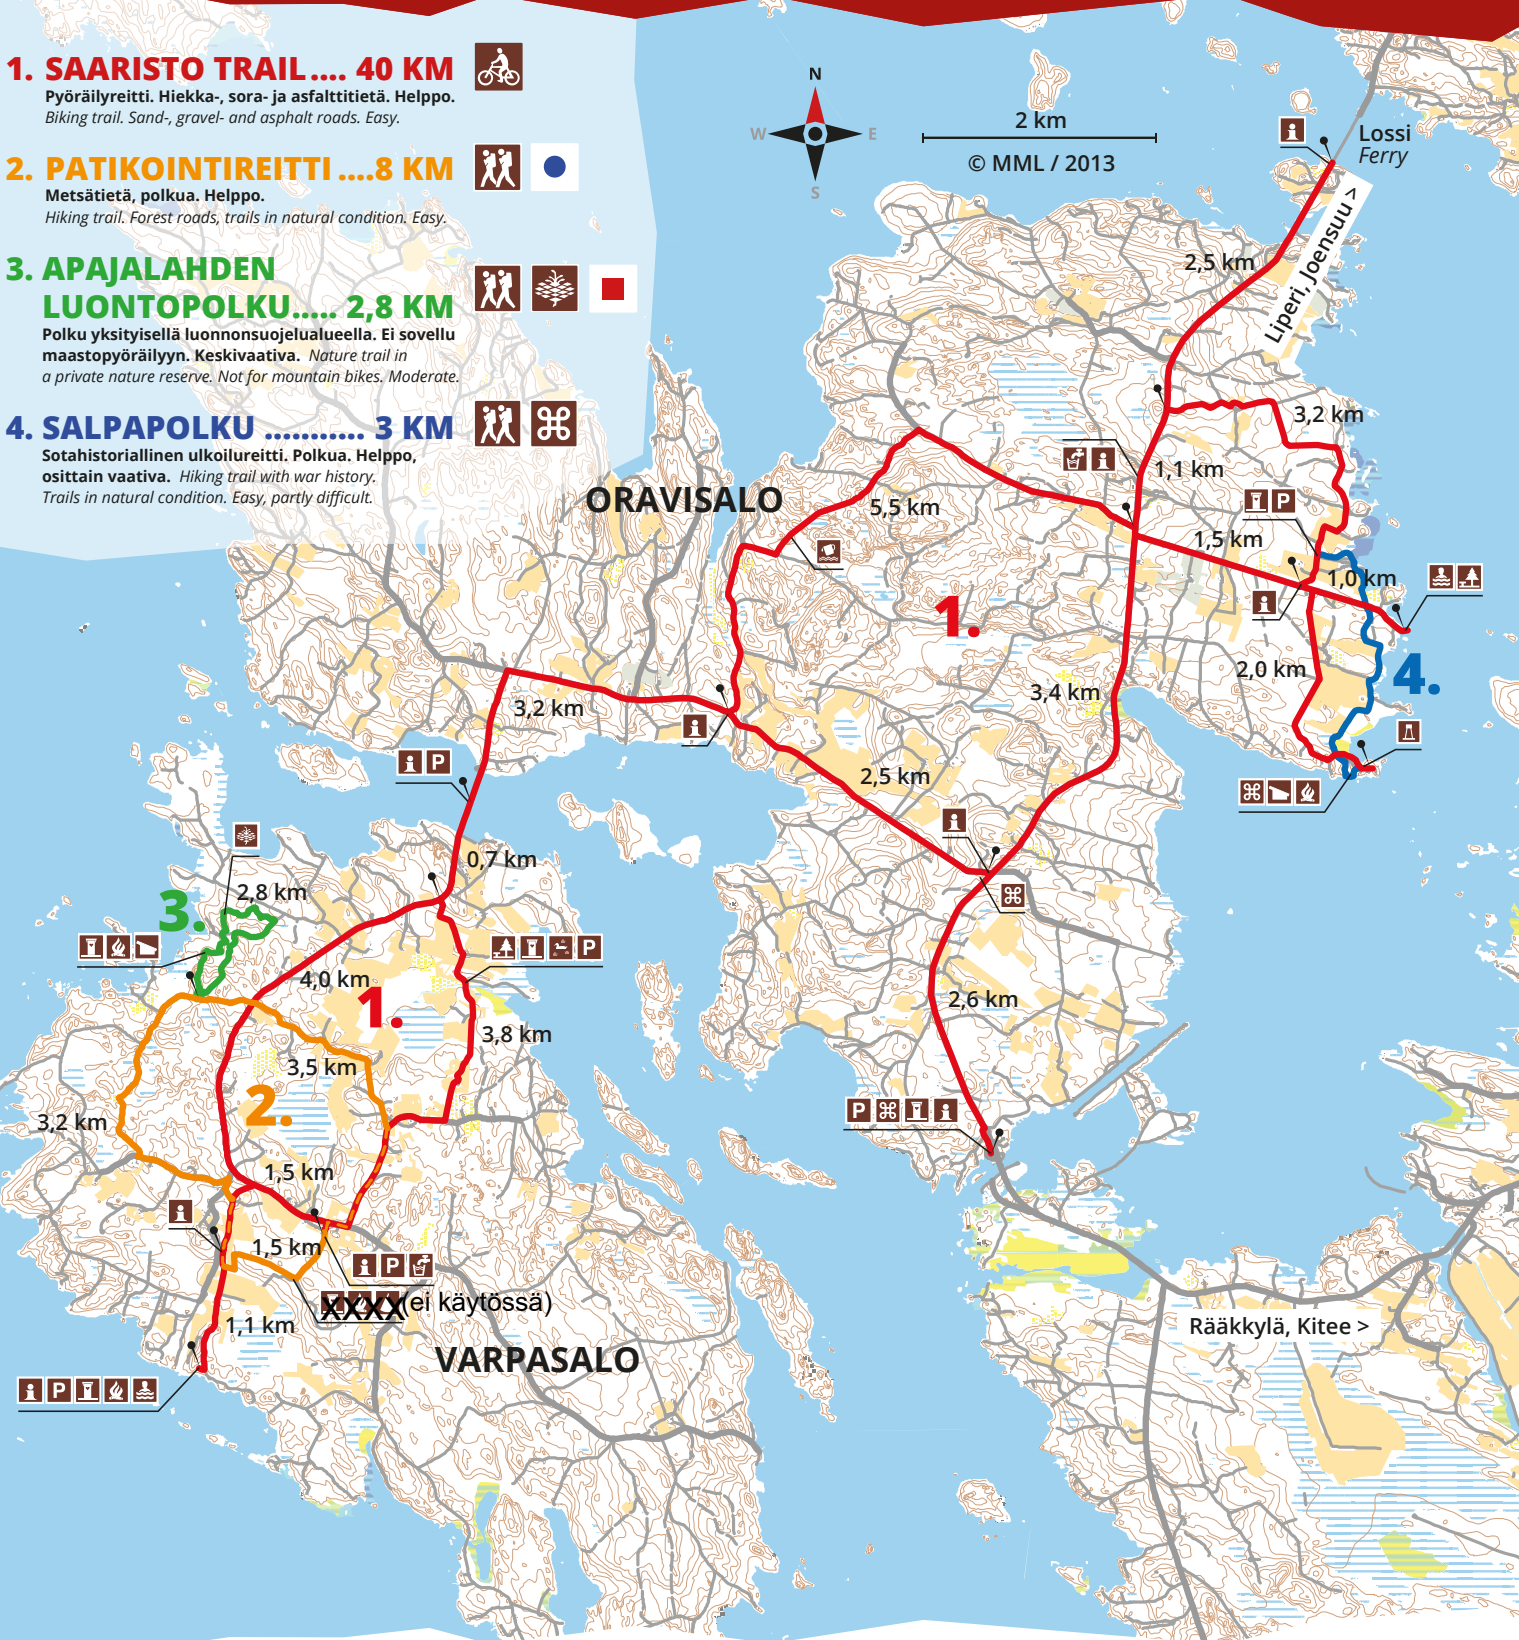 1. SAARISTO TRAIL.... 40 KM
Pyöräilyreitti. Hiekka-, sora- ja asfalttitietä. Helppo.
Biking trail. Sand-, gravel- and asphalt roads. Easy.
2. PATIKOINTIREITTI ....8 KM
Metsätietä, polkua. Helppo.
Hiking trail. Forest roads, trails in natural condition. Easy.
3. APAJALAHDEN
LUONTOPOLKU..... 2,8 KM
Polku yksityisellä luonnonsuojelualueella. Ei sovellu
maastopyöräilyyn. Keskivaativa. Nature trail in
a private nature reserve. Not for mountain bikes. Moderate.
4. SALPAPOLKU ........... 3 KM
Sotahistoriallinen ulkoilureitti. Polkua. Helppo,
osittain vaativa. Hiking trail with war history.
Trails in natural condition. Easy, partly difficult.
N
W
E
S
2 km
© MML / 2013
Lossi
Ferry
Liperi, Joensuu >
2,5 km
3,2 km
1,1 km
ORAVISALO
5,5 km
P
1,5 km
1,0 km
1.
2,0 km
4.
3,4 km
3,2 km
P
2,5 km
0,7 km
2,8 km
3.
P
4,0 km
1.
2,6 km
3,8 km
3,5 km
2.
3,2 km
P
1,5 km
1,5 km
P
XXXX(ei käytössä)
1,1 km
Rääkkylä, Kitee >
VARPASALO
P